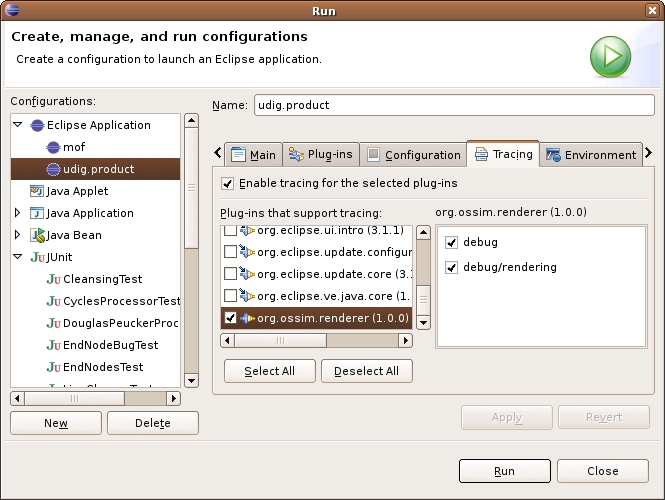 Run
Create, manage, and run configurations
Create a configuration to launch an Eclipse application.
Configurations:
Eclipse Application
mof
udig.product
Java Applet
Java Application
Java Bean
JUnit
CleansingTest
CyclesProcessorTest
DouglasPeuckerProc
EndNodeBugTest
EndNodesTest
New
Delete
Name: udig.product
Main
Plug-ins
Configuration
Tracing
Environment
Enable tracing for the selected plug-ins
Plug-ins that support tracing:
org.eclipse.ui.intro (3.1.1)
org.eclipse.update.configur
org.eclipse.update.core (3.
org.eclipse.ve.java.core (1.
org.ossim.renderer (1.0.0)
Select All
Deselect All
org.ossim.renderer (1.0.0)
debug
debug/rendering
Apply
Revert
Run
Close